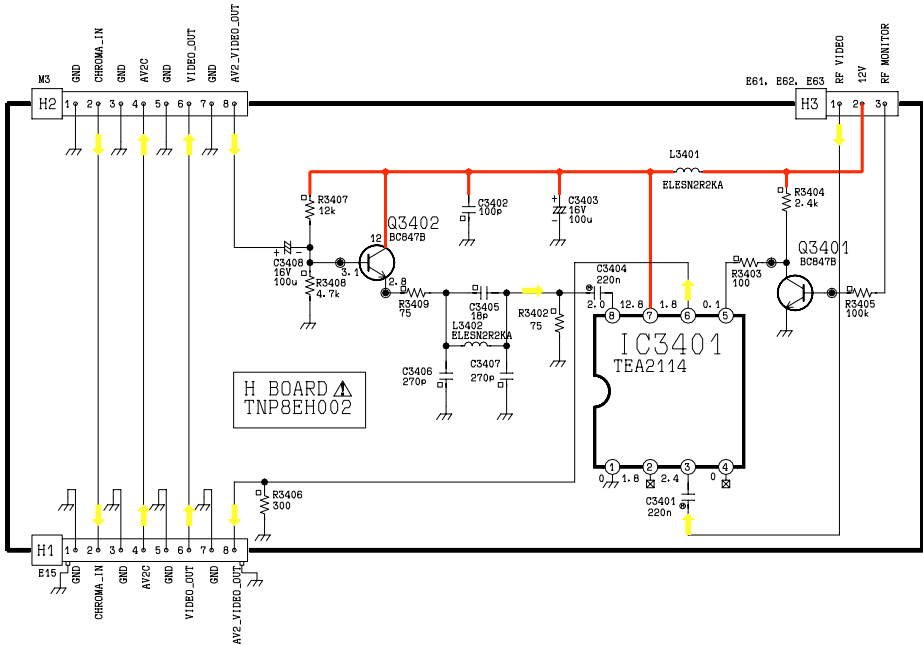 M3
GND
CHROMA_IN
GND
AV2C
GND
VIDEO_OUT
GND
AV2_VIDEO_OUT
E61. E62. E63
RF VIDEO
12V
RF MONITOR
H2
1 2 3 4 5 6 7 8
H3
1 2 3
L3401
ELESN2R2KA
R3407
12k
C3402
100p
C3403
+
16V
-
100u
R3404
2.4k
Q3402
BC847B
12
Q3401
BC847B
+ -
C3408
16V
100u
3.1
R3408
4.7k
2.8
R3409
75
C3405
18p
L3402
ELESN2R2KA
C3404
220n
2.0
12.8
1.8
0.1
R3403
100
R3405
100k
R3402
75
8 7 6 5
IC3401
TEA2114
C3406
270p
C3407
270p
H BOARD
TNP8EH002
1 2 3 4
0 1.8 2.4 0
R3406
300
C3401
220n
H1
1 2 3 4 5 6 7 8
E15
GND
CHROMA_IN
GND
AV2C
GND
VIDEO_OUT
GND
AV2_VIDEO_OUT